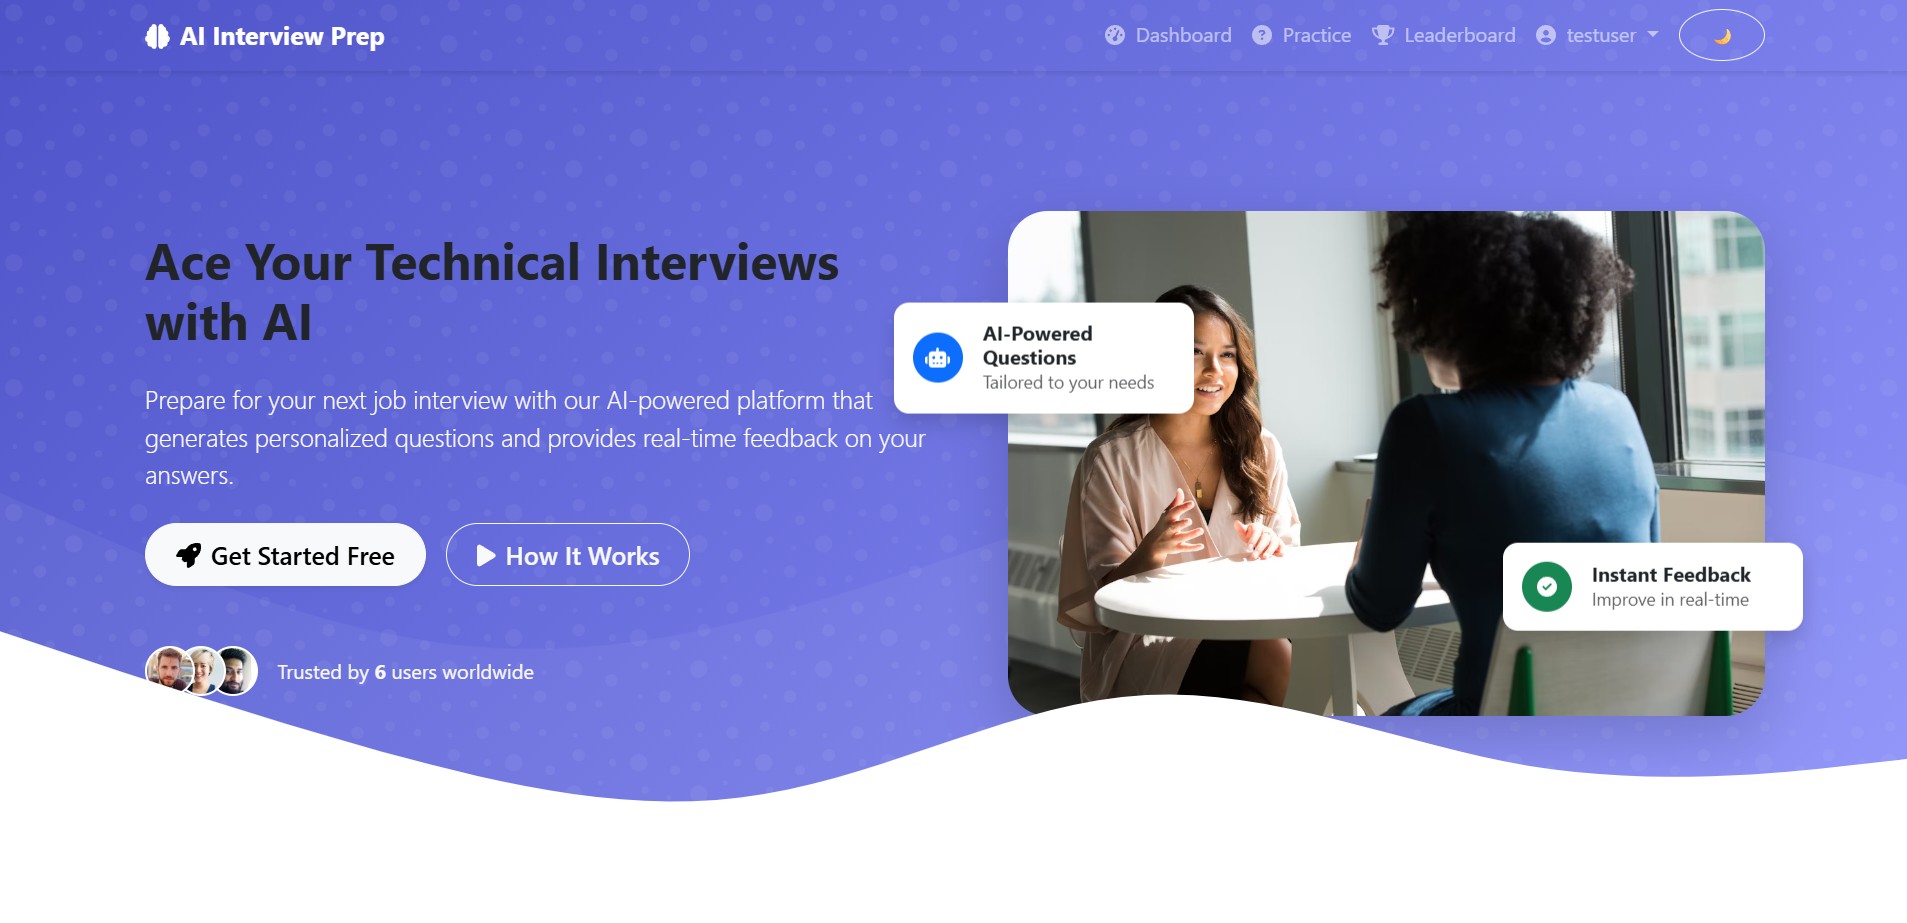 AI Interview Prep
Dashboard
Practice
Leaderboard
testuser
Ace Your Technical Interviews
with AI
Prepare for your next job interview with our AI-powered platform that
generates personalized questions and provides real-time feedback on your
answers.
Get Started Free
How It Works
Trusted by 6 users worldwide
AI-Powered
Questions
Tailored to your needs
Instant Feedback
Improve in real-time